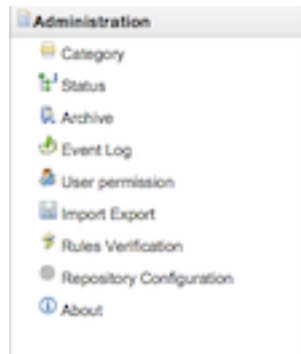 Administration
Category
Status
Archive
Event Log
User permission
Import Export
Rules Verification
Repository Configuration
About